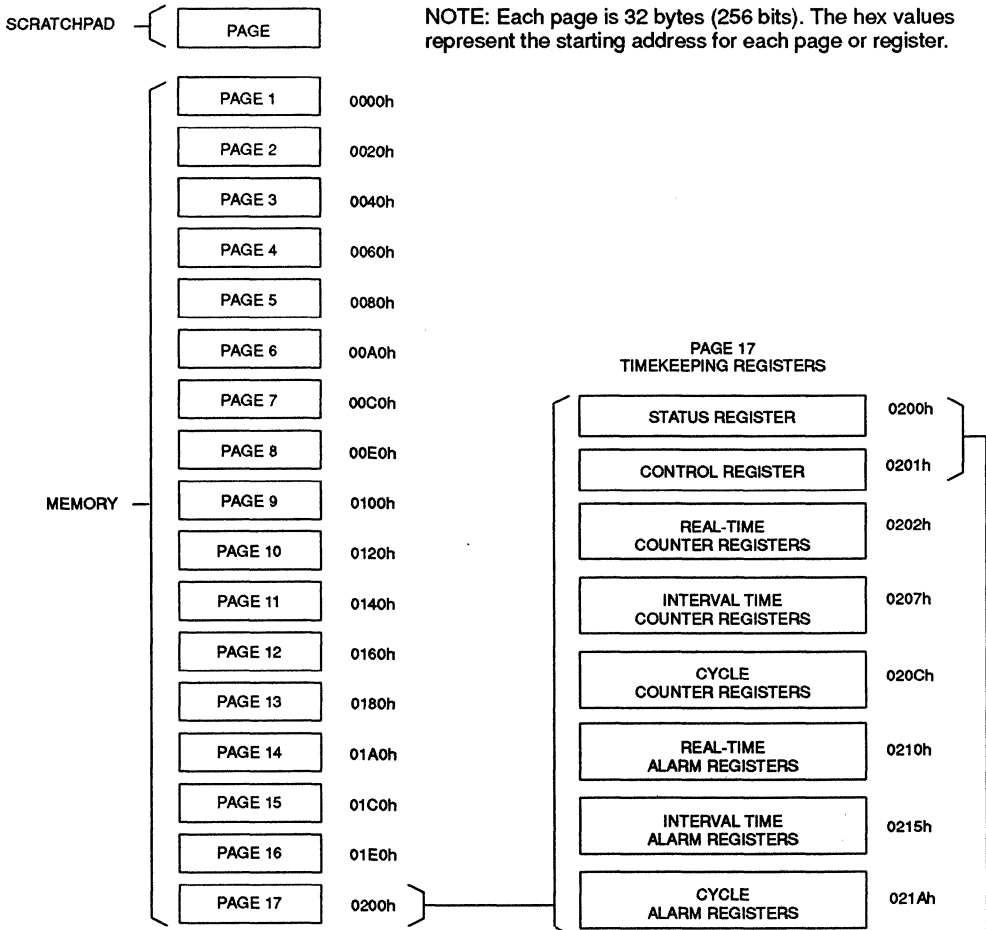 SCRATCHPAD
PAGE
NOTE: Each page is 32 bytes (256 bits). The hex values
represent the starting address for each page or register.
MEMORY
PAGE 1 0000h
PAGE 2 0020h
PAGE 3 0040h
PAGE 4 0060h
PAGE 5 0080h
PAGE 6 00A0h
PAGE 7 00C0h
PAGE 8 00E0h
PAGE 9 0100h
PAGE 10 0120h
PAGE 11 0140h
PAGE 12 0160h
PAGE 13 0180h
PAGE 14 01A0h
PAGE 15 01C0h
PAGE 16 01E0h
PAGE 17 0200h
PAGE 17
TIMEKEEPING REGISTERS
STATUS REGISTER 0200h
CONTROL REGISTER 0201h
REAL-TIME
COUNTER REGISTERS 0202h
INTERVAL TIME
COUNTER REGISTERS 0207h
CYCLE
COUNTER REGISTERS 020Ch
REAL-TIME
ALARM REGISTERS 0210h
INTERVAL TIME
ALARM REGISTERS 0215h
CYCLE
ALARM REGISTERS 021Ah